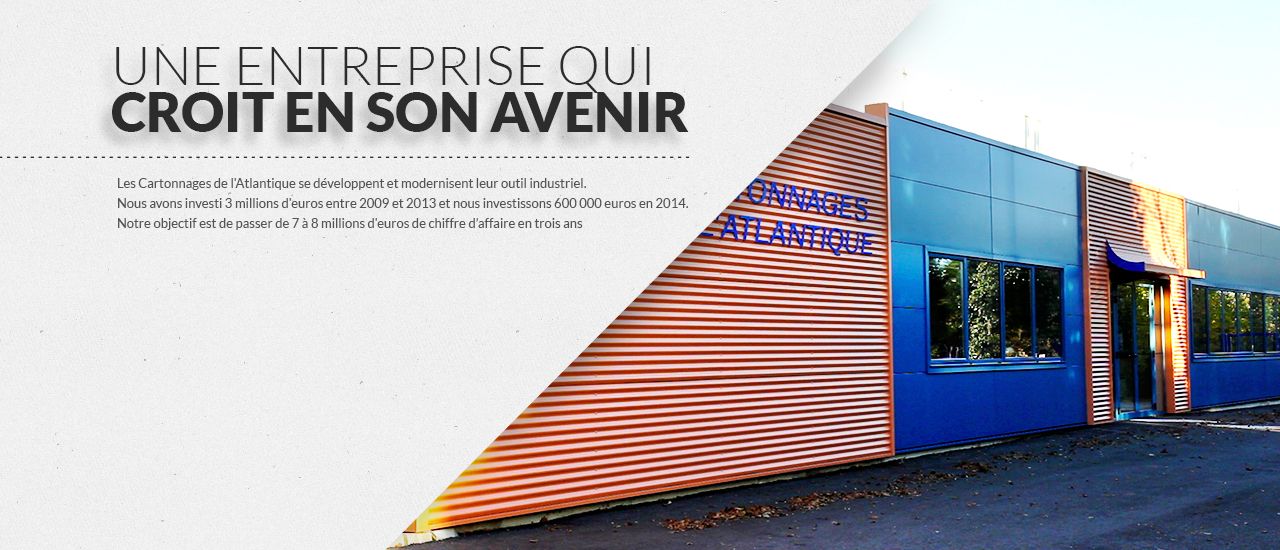 UNE ENTREPRISE QUI
CROIT EN SON AVENIR
Les Cartonnages de l'Atlantique se développent et modernisent leur outil industriel.
Nous avons investi 3 millions d'euros entre 2009 et 2013 et nous investissons 600 000 euros en 2014.
Notre objectif est de passer de 7 à 8 millions d'euros de chiffre d'affaire en trois ans
ONNAGES
ATLANTIQUE